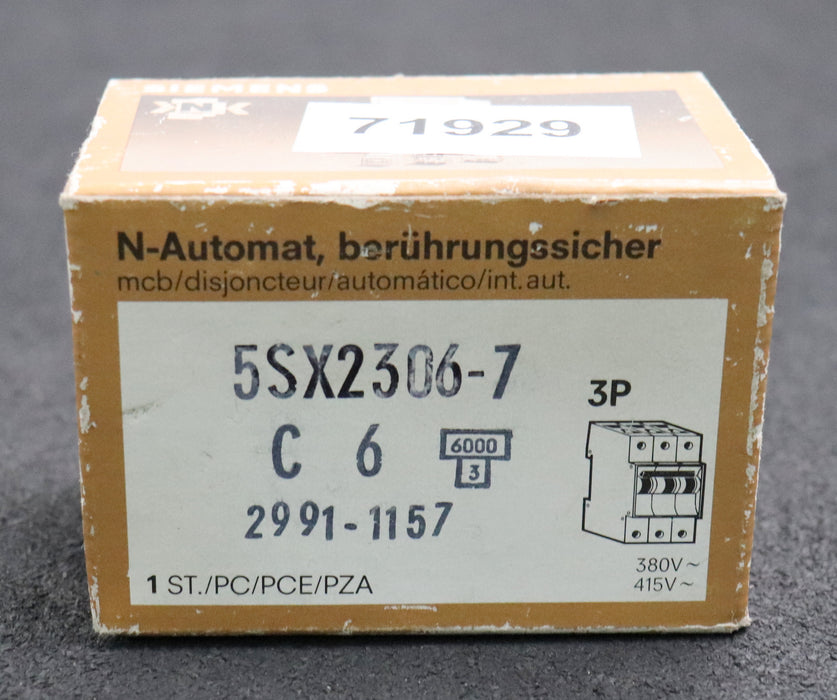 SIEMENS
N
71929
N-Automat, berührungssicher
mcb/disjoncteur/automático/int. aut.
5SX2306-7
3P
C 6
6000
3
2991-1157
380V~
415V~
1 ST./PC/PCE/PZA